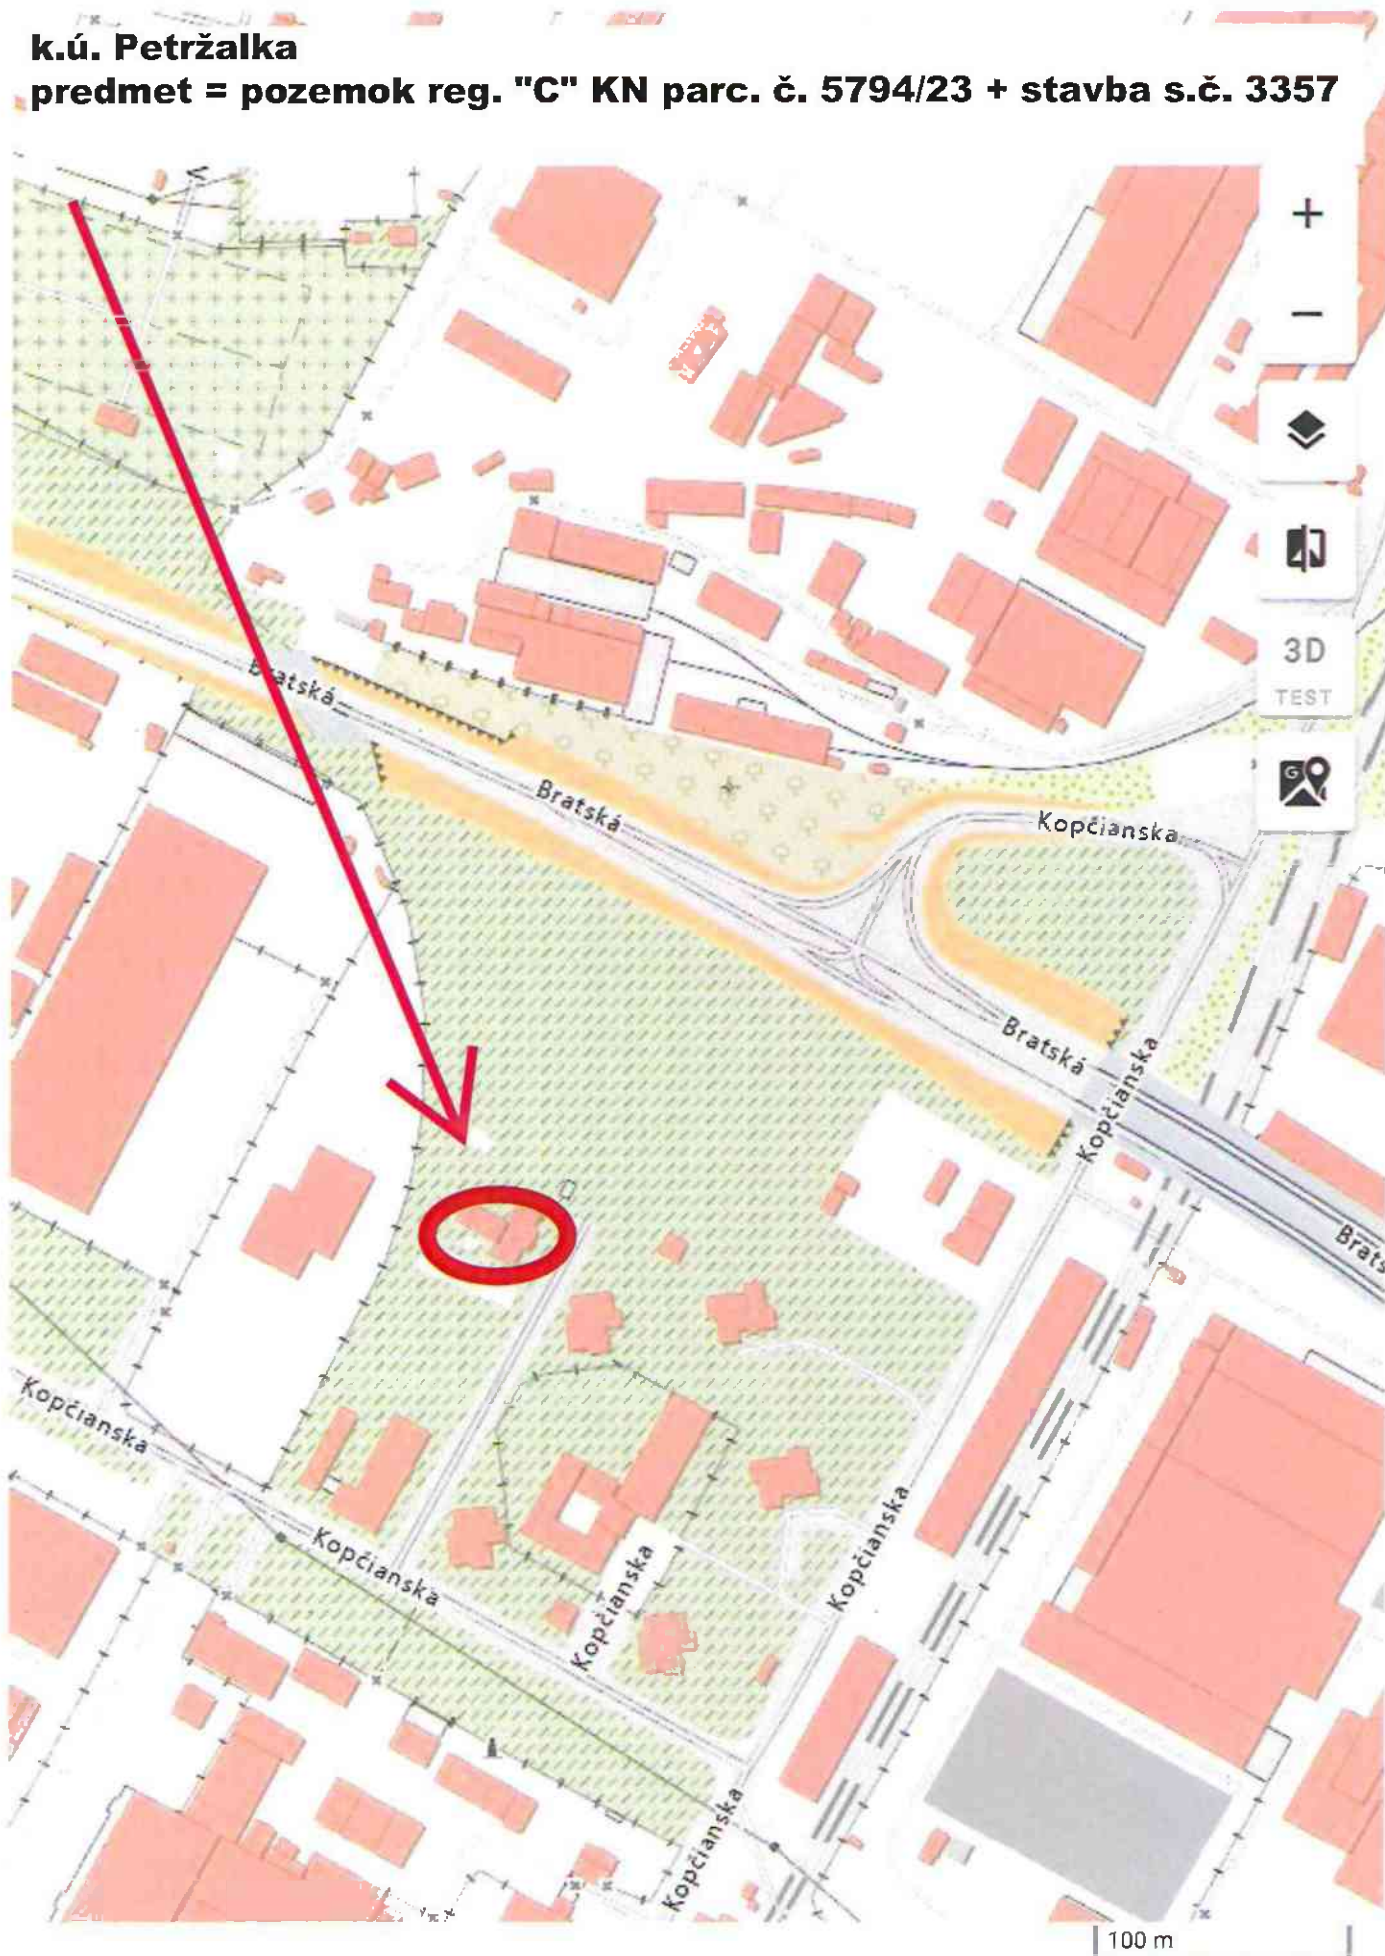 k.ú. Petržalka
predmet = pozemok reg. "C" KN parc. č. 5794/23 + stavba s.č. 3357
+
−
3D
TEST
G
Bratská
Bratská
Kopčianska
Bratská
Kopčianska
Brats
Kopčianska
Kopčianska
Kopčianska
Kopčianska
Kopčianska
100 m